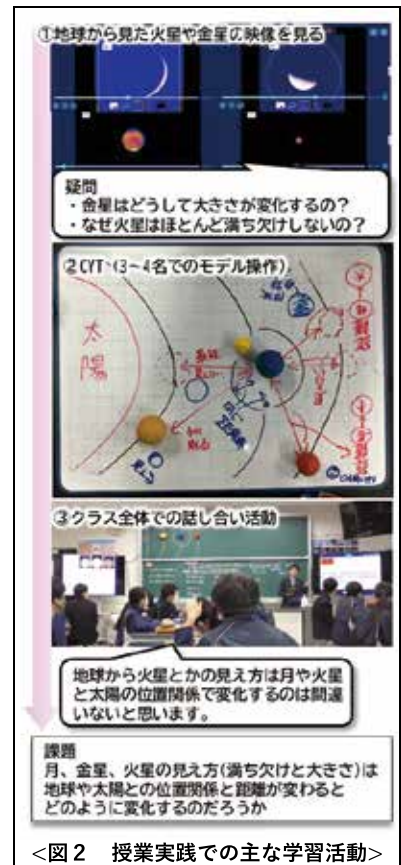 ①地球から見た火星や金星の映像を見る
疑問
・金星はどうして大きさが変化するの？
・なぜ火星はほとんど満ち欠けしないの？
②CYT（3～4名でのモデル操作）
太陽
③クラス全体での話し合い活動
地球から火星とかの見え方は月や火星
と太陽の位置関係で変化するのは間違
いないと思います。
課題
月、金星、火星の見え方(満ち欠けと大きさ)は
地球や太陽との位置関係と距離が変わると
どのように変化するのだろうか
<図２　授業実践での主な学習活動>